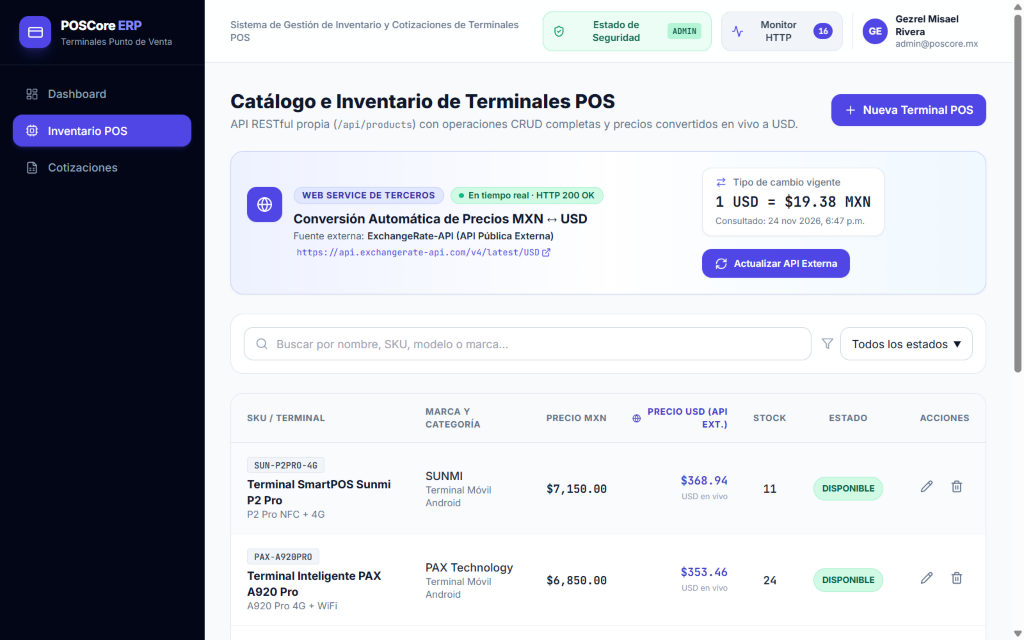 POSCore ERP
Terminales Punto de Venta
Dashboard
Inventario POS
Cotizaciones
Sistema de Gestión de Inventario y Cotizaciones de Terminales
POS
Estado de
Seguridad
ADMIN
Monitor
HTTP
16
GE
Gezrel Misael
Rivera
admin@poscore.mx
Catálogo e Inventario de Terminales POS
API RESTful propia (/api/products) con operaciones CRUD completas y precios convertidos en vivo a USD.
+ Nueva Terminal POS
WEB SERVICE DE TERCEROS
En tiempo real · HTTP 200 OK
Conversión Automática de Precios MXN ↔ USD
Fuente externa: ExchangeRate-API (API Pública Externa)
https://api.exchangerate-api.com/v4/latest/USD
Tipo de cambio vigente
1 USD = $19.38 MXN
Consultado: 24 nov 2026, 6:47 p.m.
Actualizar API Externa
Buscar por nombre, SKU, modelo o marca...
Todos los estados ▼
SKU / TERMINAL
MARCA Y
CATEGORÍA
PRECIO MXN
PRECIO USD (API
EXT.)
STOCK
ESTADO
ACCIONES
SUN-P2PRO-4G
Terminal SmartPOS Sunmi
P2 Pro
P2 Pro NFC + 4G
SUNMI
Terminal Móvil
Android
$7,150.00
$368.94
USD en vivo
11
DISPONIBLE
PAX-A920PRO
Terminal Inteligente PAX
A920 Pro
A920 Pro 4G + WiFi
PAX Technology
Terminal Móvil
Android
$6,850.00
$353.46
USD en vivo
24
DISPONIBLE